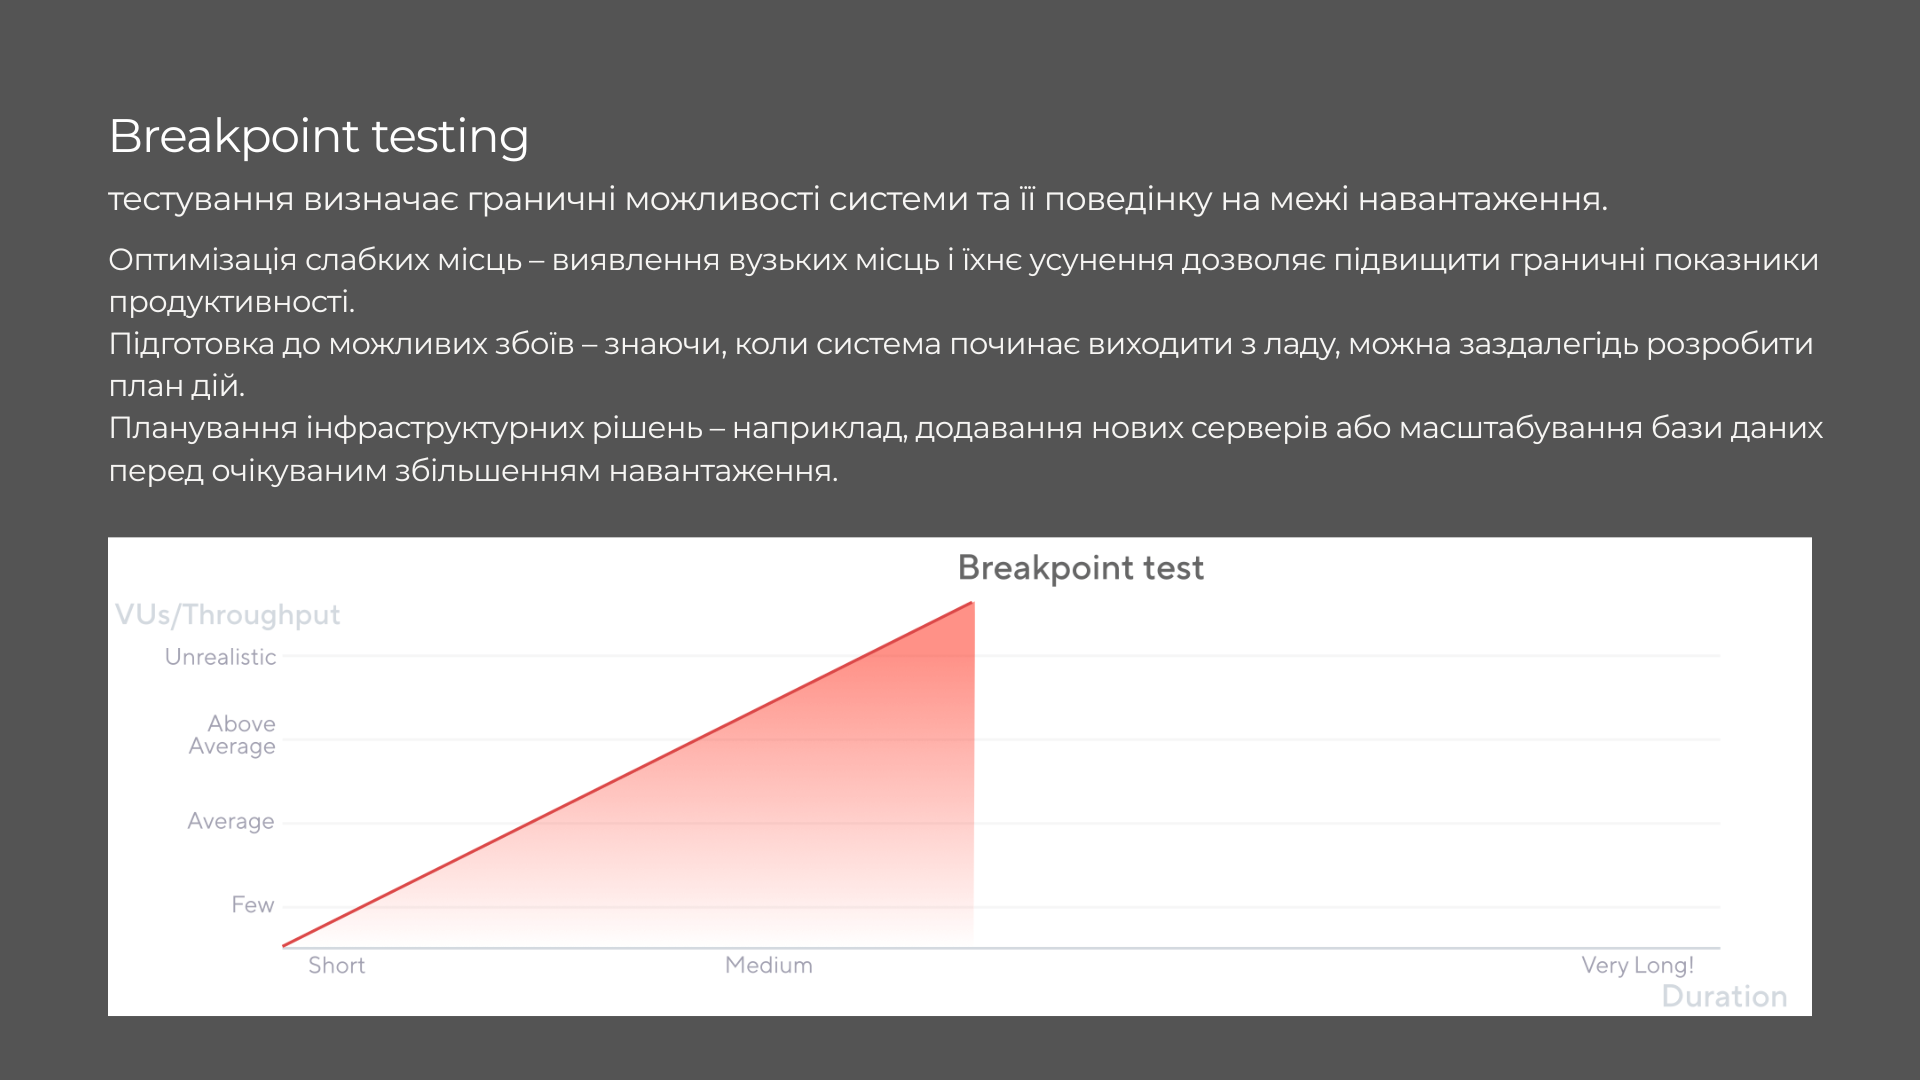 Breakpoint testing
тестування визначає граничні можливості системи та її поведінку на межі навантаження.
Оптимізація слабких місць – виявлення вузьких місць і їхнє усунення дозволяє підвищити граничні показники
продуктивності.
Підготовка до можливих збоїв – знаючи, коли система починає виходити з ладу, можна заздалегідь розробити
план дій.
Планування інфраструктурних рішень – наприклад, додавання нових серверів або масштабування бази даних
перед очікуваним збільшенням навантаження.
Breakpoint test
VUs/Throughput
Unrealistic
Above
Average
Average
Few
Short
Medium
Very Long!
Duration